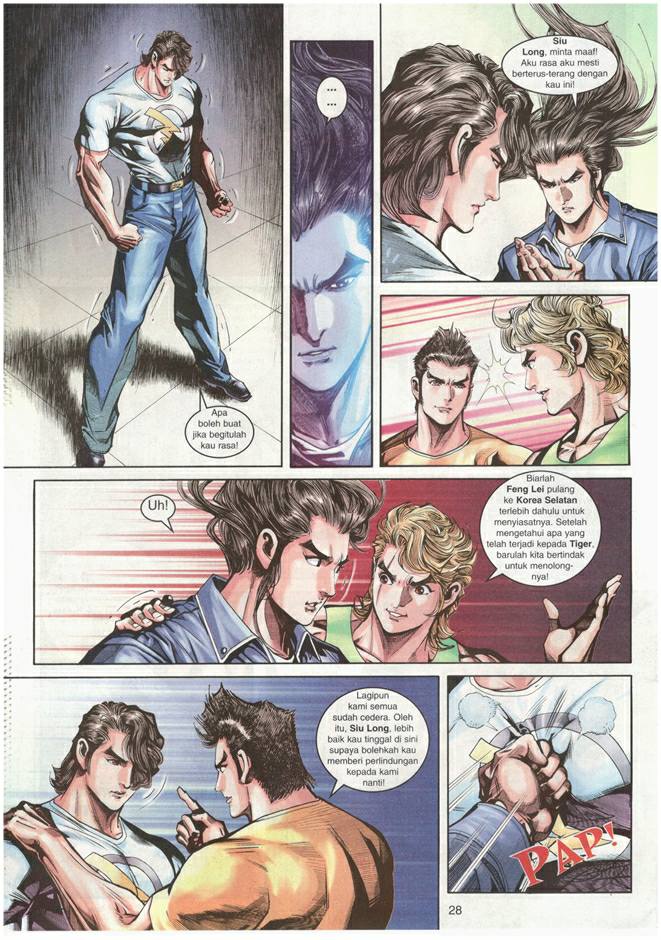 Apa
boleh buat
jika begitulah
kau rasa!
...
...
Siu
Long, minta maaf!
Aku rasa aku mesti
berterus-terang dengan
kau ini!
Uh!
Biarlah
Feng Lei pulang
ke Korea Selatan
terlebih dahulu untuk
menyiasatnya. Setelah
mengetahui apa yang
telah terjadi kepada Tiger,
barulah kita bertindak
untuk menolong-
nya!
Lagipun
kami semua
sudah cedera. Oleh
itu, Siu Long, lebih
baik kau tinggal di sini
supaya bolehkah kau
memberi perlindungan
kepada kami
nanti!
PAP!
28